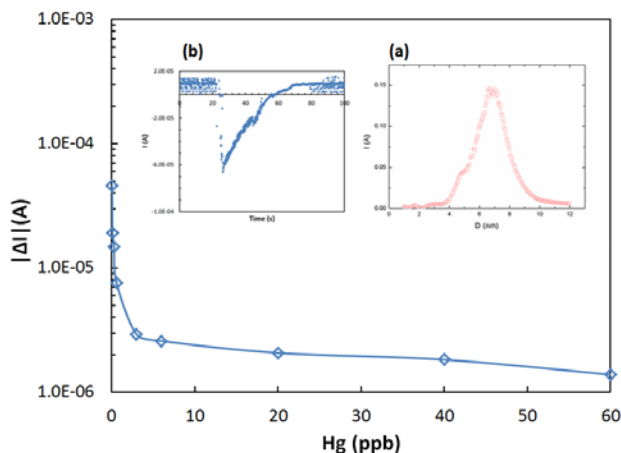 1.0E-03
1.0E-04
1.0E-05
1.0E-06
|ΔI|(A)
0
10
20
30
40
50
60
Hg (ppb)
(b)
2.0E-05
-2.0E-05
-6.0E-05
-1.0E-04
I (A)
0
20
40
60
80
100
Time (s)
(a)
0.15
0.10
0.05
0.00
I (A)
0
2
4
6
8
10
12
D (nm)